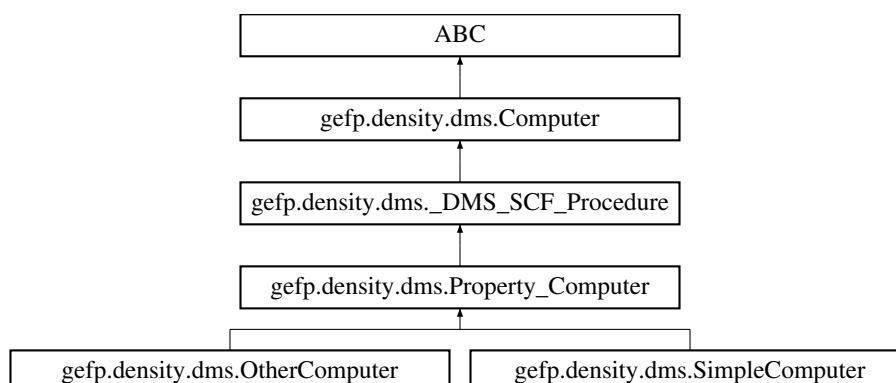 ABC
gefp.density.dms.Computer
gefp.density.dms._DMS_SCF_Procedure
gefp.density.dms.Property_Computer
gefp.density.dms.OtherComputer
gefp.density.dms.SimpleComputer